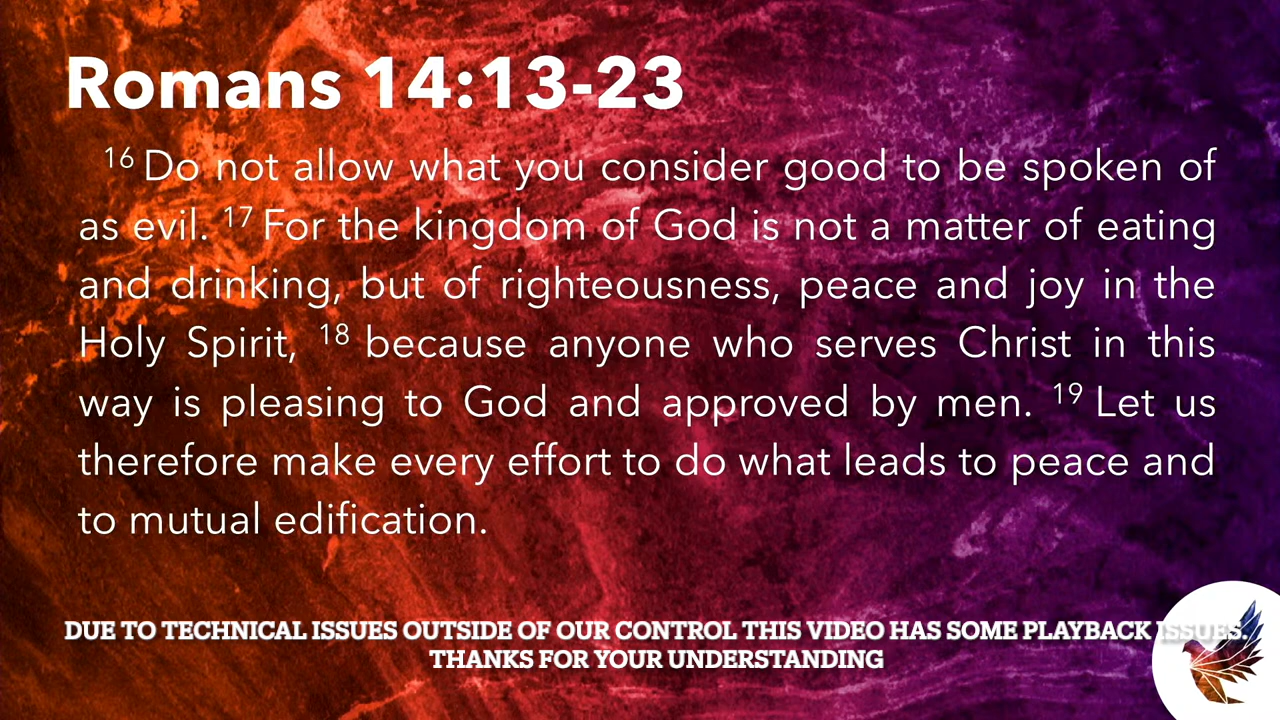 Romans 14:13-23
16 Do not allow what you consider good to be spoken of
as evil. 17 For the kingdom of God is not a matter of eating
and drinking, but of righteousness, peace and joy in the
Holy Spirit, 18 because anyone who serves Christ in this
way is pleasing to God and approved by men. 19 Let us
therefore make every effort to do what leads to peace and
to mutual edification.
DUE TO TECHNICAL ISSUES OUTSIDE OF OUR CONTROL THIS VIDEO HAS SOME PLAYBACK ISSUES.
THANKS FOR YOUR UNDERSTANDING